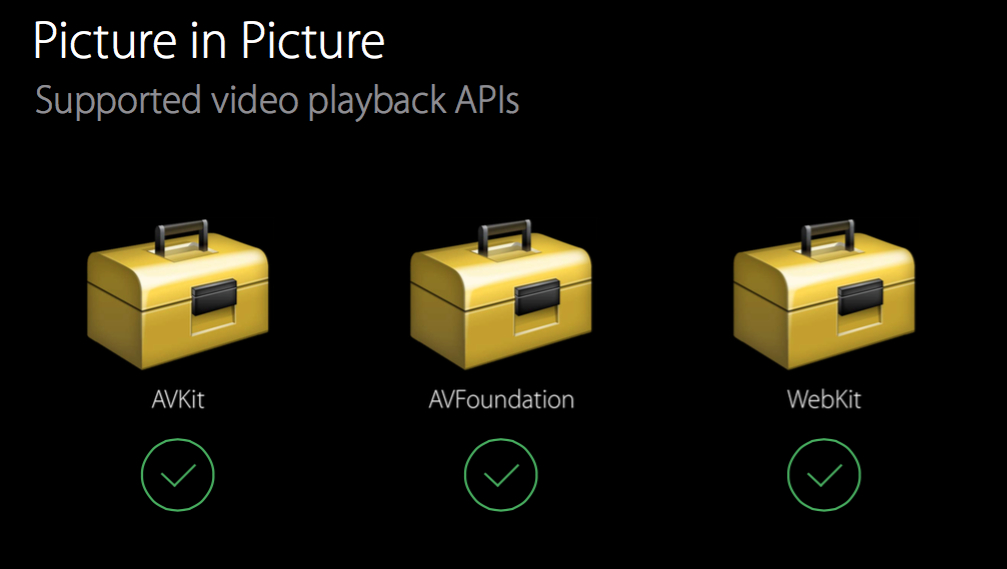 Picture in Picture
Supported video playback APIs
AVKit
AVFoundation
WebKit